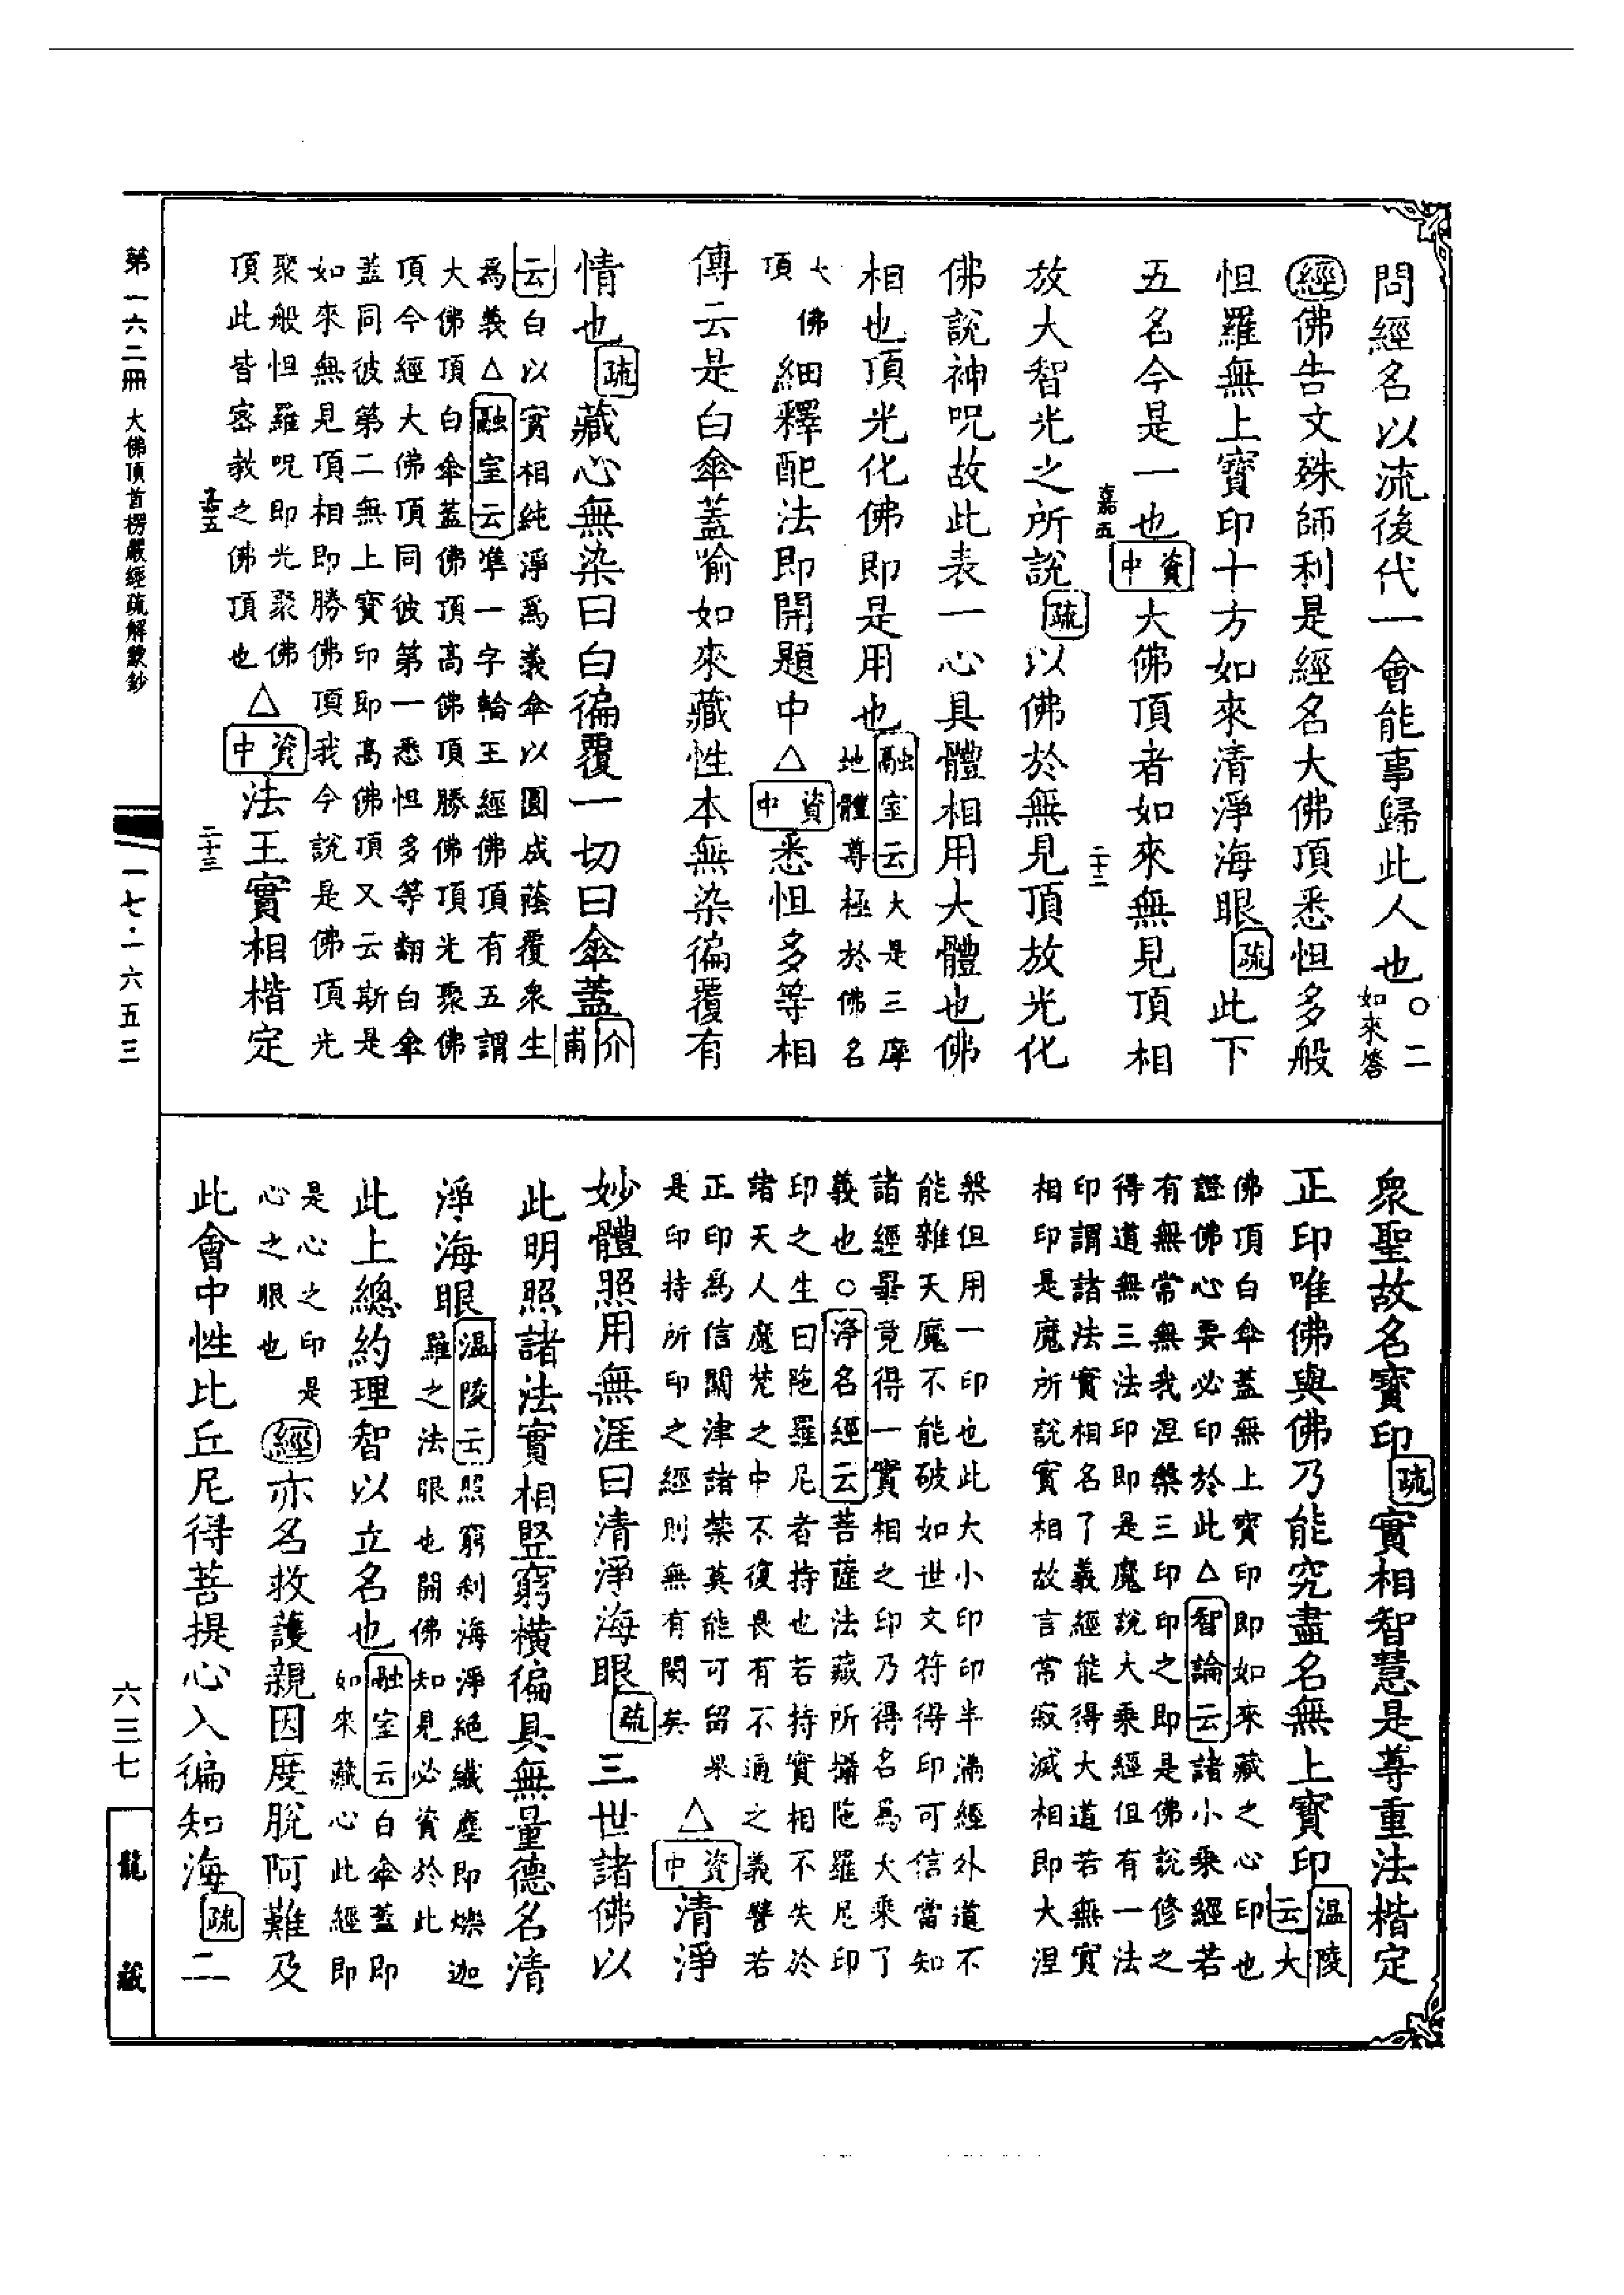 問經名以流後代一會能事歸此人也○二如來答
經佛告文殊師利是經名大佛頂悉怛多般
怛羅無上寶印十方如來清淨海眼疏此下
五名今是一也資中大佛頂者如來無見頂相
嘉五 二十二
放大智光之所說疏以佛於無見頂放光化
佛說神呪故此表一心具體相用大體也佛
相也頂光化佛即是用也融室云大是三摩
地體尊極於佛名
大佛
頂
細釋配法即開題中△資中悉怛多等相
傳云是白傘蓋喻如來藏性本無染徧覆有
情也疏藏心無染曰白徧覆一切曰傘蓋介甫
云白以實相純淨為義傘以圓成蔭覆衆生
為義△融室云準一字輪王經佛頂有五謂
大佛頂白傘蓋佛頂高佛頂勝佛頂光聚佛
頂今經大佛頂同彼第一悉怛多等翻白傘
蓋同彼第二無上寶印即高佛頂又云斯是
如來無見頂相即勝佛頂我今說是佛頂光
聚般怛羅呪即光聚佛
頂此皆密教之佛頂也
△資中法王實相楷定
嘉五 二十三
衆聖故名寶印疏實相智慧是尊重法楷定
正印唯佛與佛乃能究盡名無上寶印溫陵
云大
佛頂白傘蓋無上寶印即如來藏之心印也
證佛心要必印於此△智論云諸小乘經若
有無常無我涅槃三印印之即是佛說修之
得道無三法印即是魔說大乘經但有一法
印謂諸法實相名了義經能得大道若無實
相印是魔所說實相故言常寂滅相即大涅
槃但用一印也此大小印印半滿經外道不
能雜天魔不能破如世文符得印可信當知
諸經畢竟得一實相之印乃得名為大乘了
義也○淨名經云菩薩法藏所攝陀羅尼印
印之生曰陀羅尼者持也若持實相不失於
諸天人魔梵之中不復畏有不通之義譬若
正印為信關津諸禁莫能可留果
是印持所印之經則無有閡矣
△資中清淨
妙體照用無涯曰清淨海眼疏三世諸佛以
此明照諸法實相竪窮橫徧具無量德名清
淨海眼
溫陵云照窮剎海淨絕纖塵即爍迦
羅之法眼也開佛知見必資於此
此上總約理智以立名也
融室云白傘蓋即
如來藏心此經即
是心之印是
心之眼也
經亦名救護親因度脫阿難及
此會中性比丘尼得菩提心入徧知海疏二
第一六二冊 大佛頂首楞嚴經疏解蒙鈔
一七·一六五三
六三七
龍藏